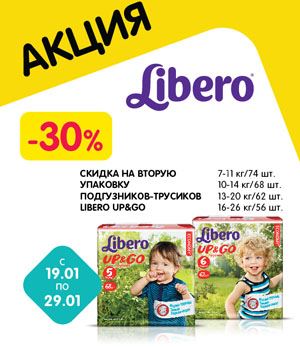 АКЦИЯ
Libero
-30%
СКИДКА НА ВТОРУЮ
УПАКОВКУ
ПОДГУЗНИКОВ-ТРУСИКОВ
LIBERO UP&GO
7-11 кг/74 шт.
10-14 кг/68 шт.
13-20 кг/62 шт.
16-26 кг/56 шт.
С
19.01
ПО
29.01
Libero
UP&GO
5
Libero
UP&GO
6